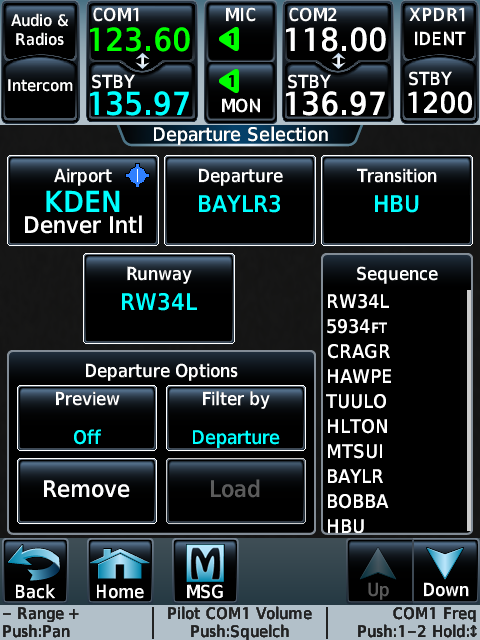 Audio &
Radios
Intercom
COM1
123.60
STBY
135.97
MIC
1
1
MON
COM2
118.00
STBY
136.97
XPDR1
IDENT
STBY
1200
Departure Selection
Airport
KDEN
Denver Intl
Departure
BAYLR3
Transition
HBU
Runway
RW34L
Sequence
RW34L
5934FT
CRAGR
HAWPE
TUULO
HLTON
MTSUI
BAYLR
BOBBA
HBU
Departure Options
Preview
Off
Filter by
Departure
Remove
Load
Back
Home
MSG
Up
Down
– Range +
Push:Pan
Pilot COM1 Volume
Push:Squelch
COM1 Freq
Push:1–2 Hold:↕